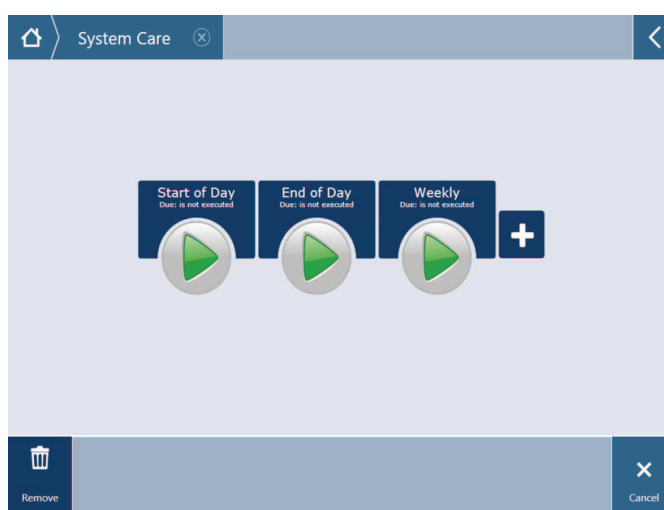 System Care
Start of Day
Due: is not executed
End of Day
Due: is not executed
Weekly
Due: is not executed
Remove
Cancel